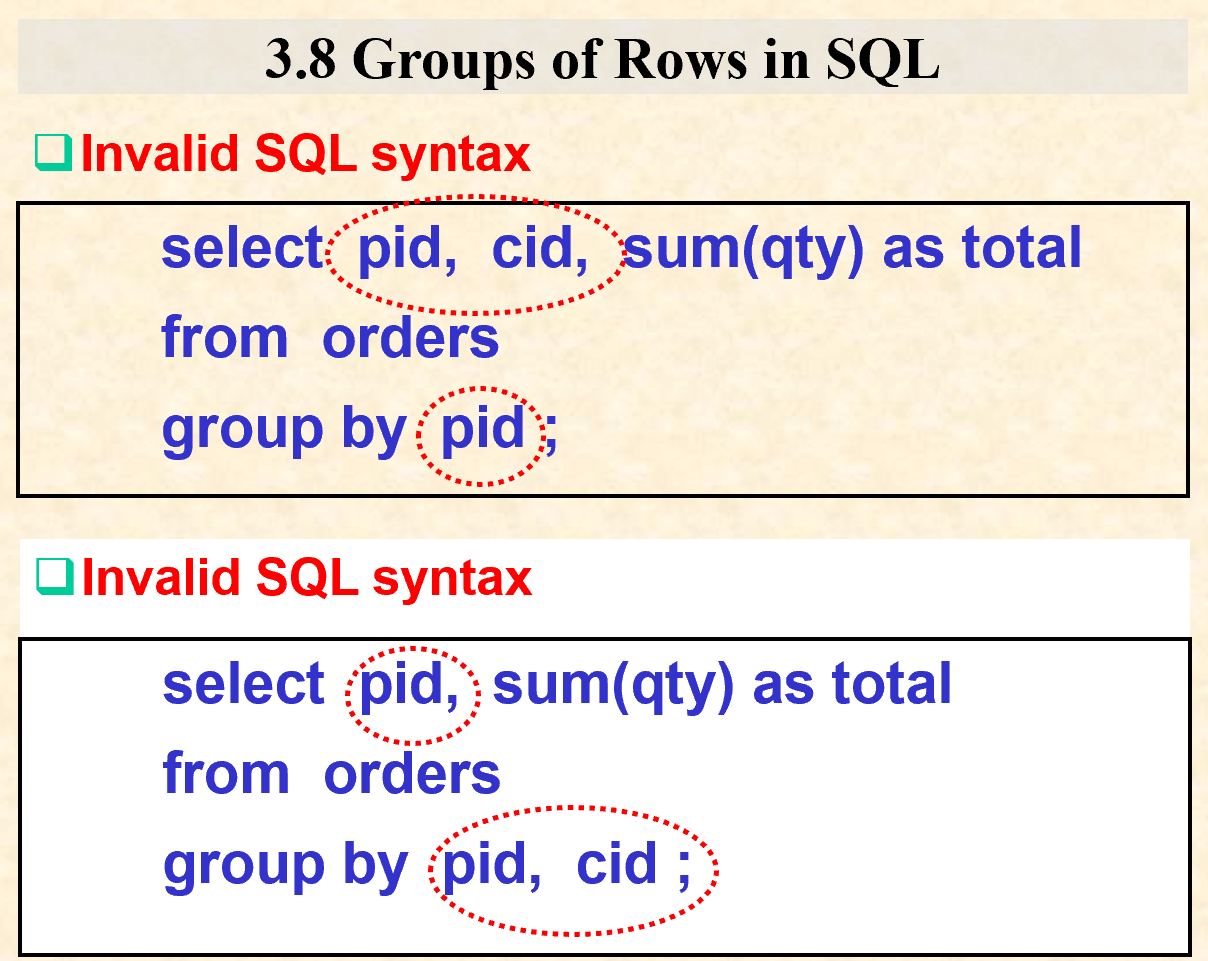 3.8 Groups of Rows in SQL
Invalid SQL syntax
select pid, cid, sum(qty) as total
from orders
group by pid ;
Invalid SQL syntax
select pid, sum(qty) as total
from orders
group by pid, cid ;